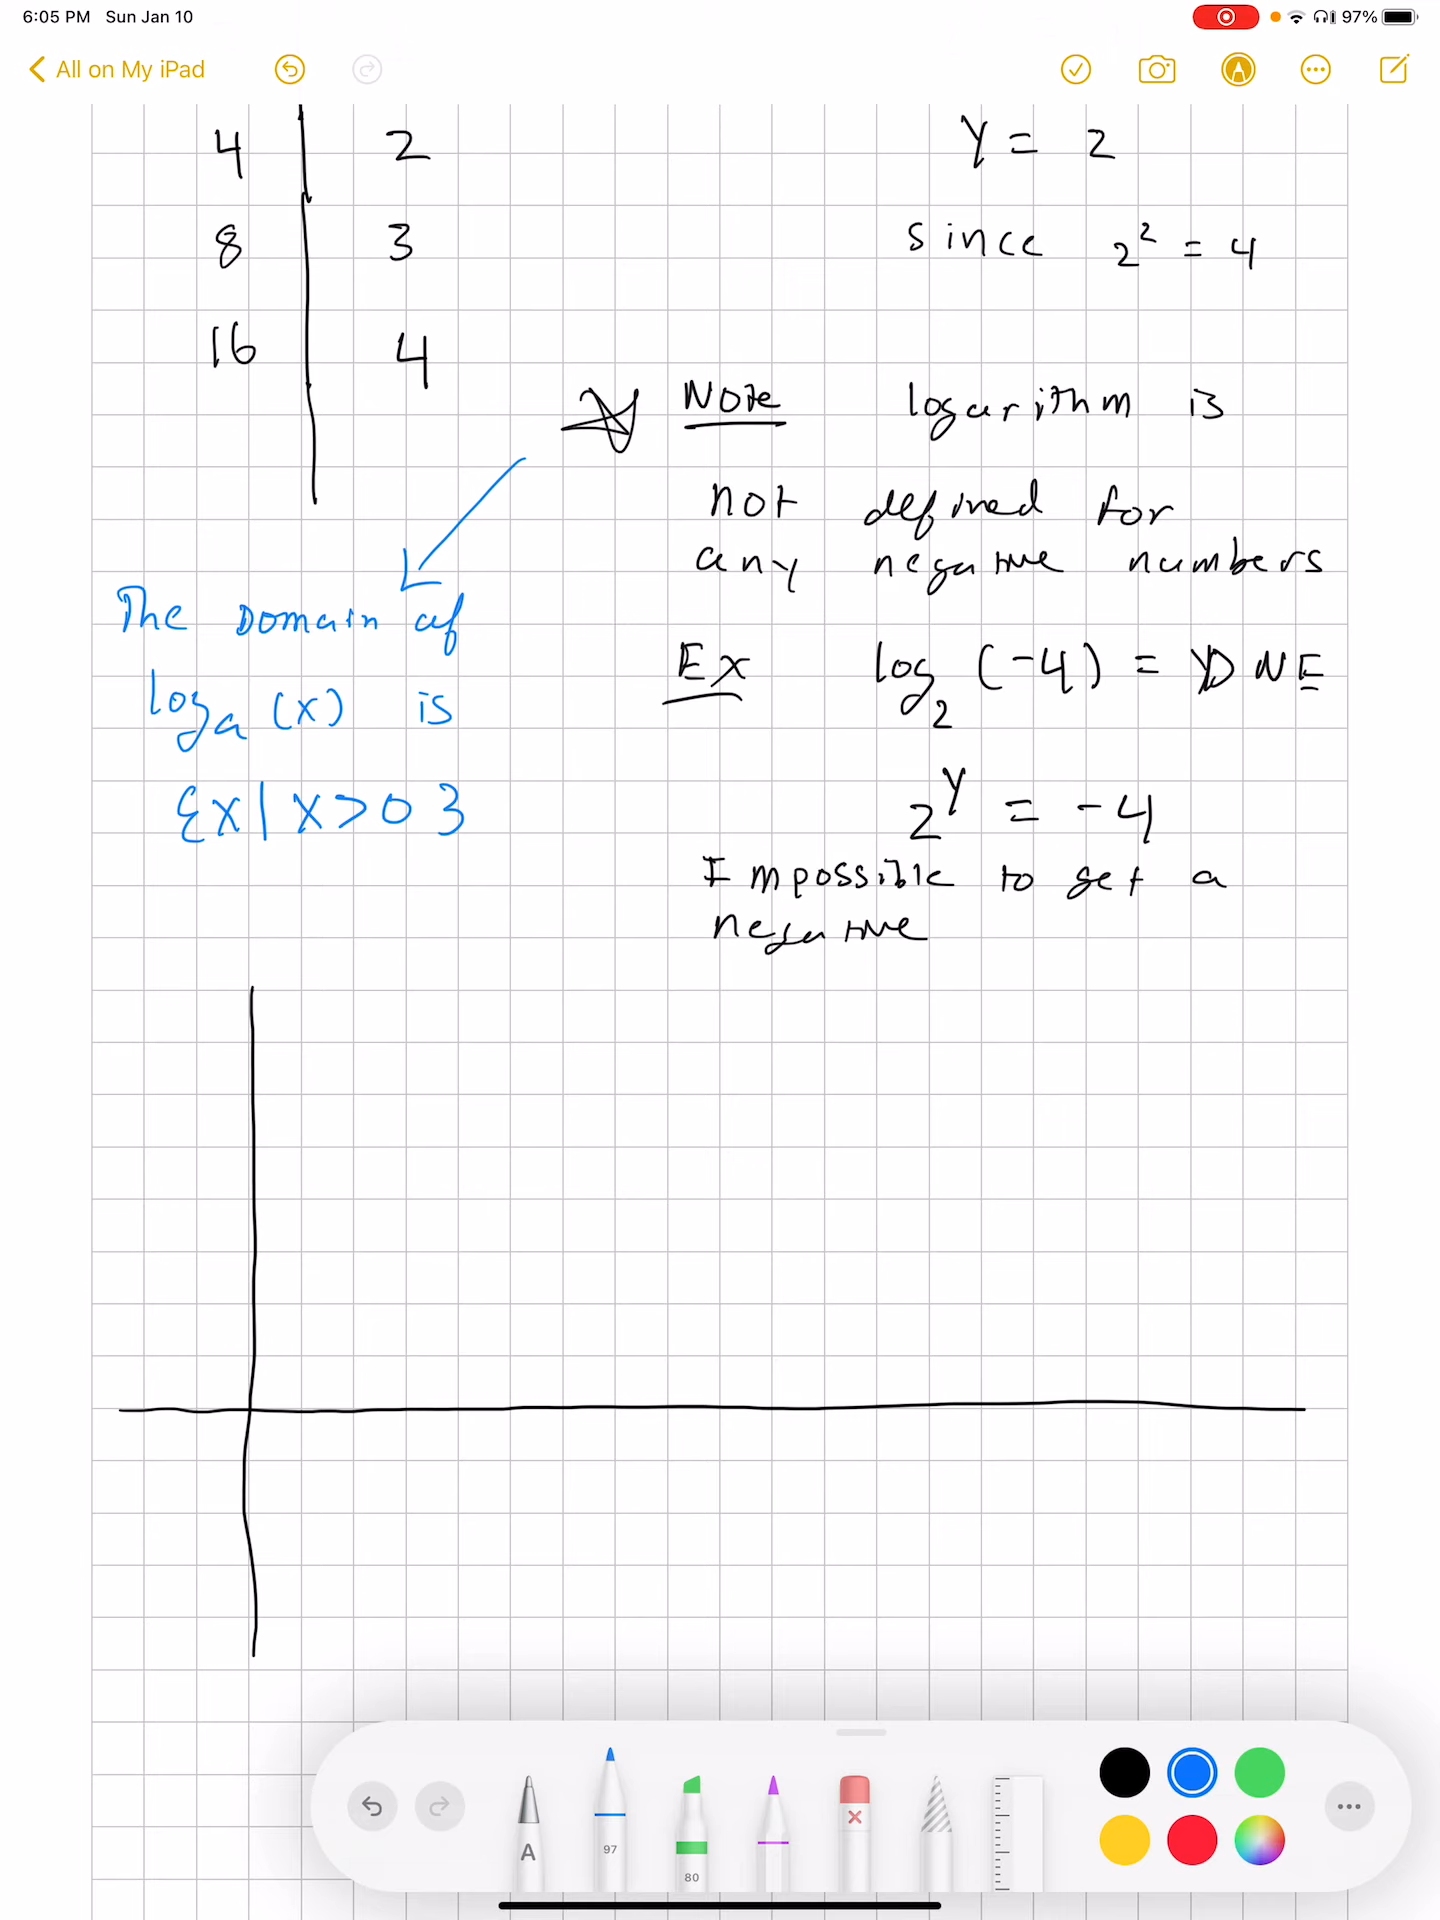 6:05 PM Sun Jan 10
97%
All on My iPad
4 2
8 3
16 4
Y = 2
since 2² = 4
Note logarithm is
not defined for
any negative numbers
Ex log₂ (-4) = DNE
2^Y = -4
Impossible to get a
negative
The Domain of
logₐ (x) is
{x | x > 0}
A
97
80